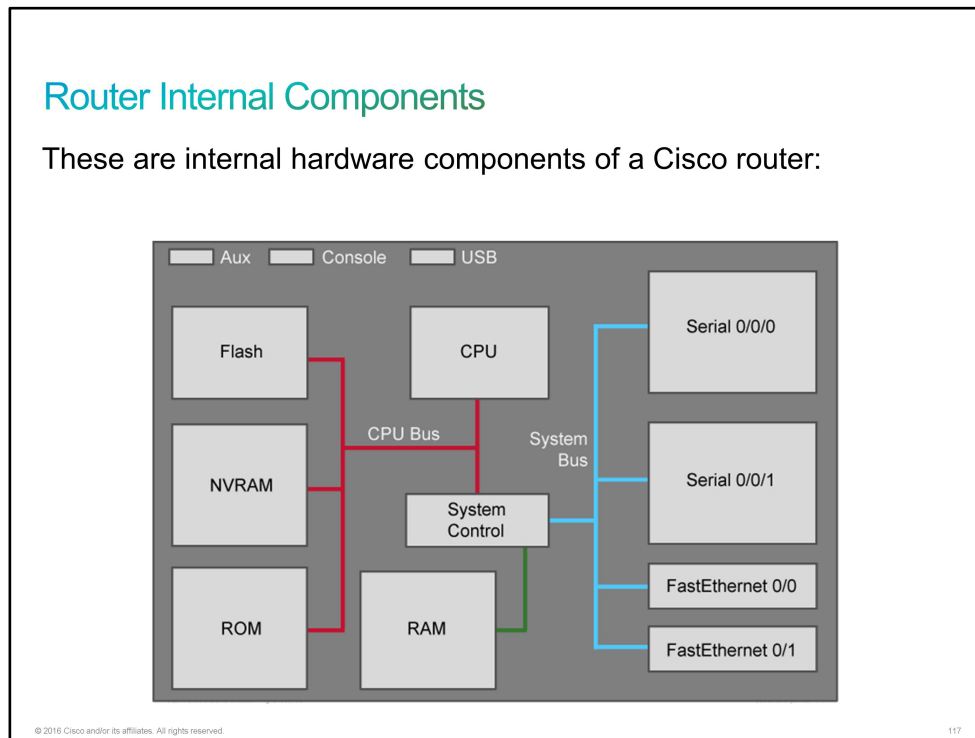 Router Internal Components
These are internal hardware components of a Cisco router:
Aux
Console
USB
Flash
CPU
Serial 0/0/0
CPU Bus
System
Bus
NVRAM
System
Control
Serial 0/0/1
ROM
RAM
FastEthernet 0/0
FastEthernet 0/1
© 2016 Cisco and/or its affiliates. All rights reserved.
117